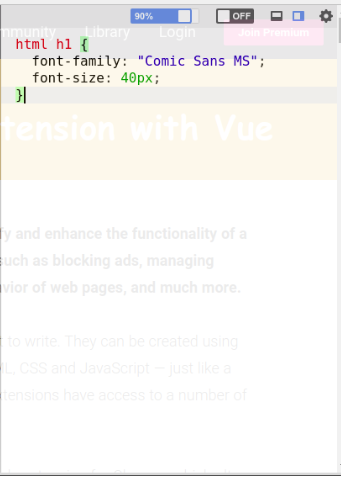 90% OFF
mmunity Library Login Join Premium
html h1 {
font-family: "Comic Sans MS";
font-size: 40px;
}
tension with Vue
fy and enhance the functionality of a
such as blocking ads, managing
vior of web pages, and much more.
t to write. They can be created using
ML, CSS and JavaScript – just like a
xtensions have access to a number of